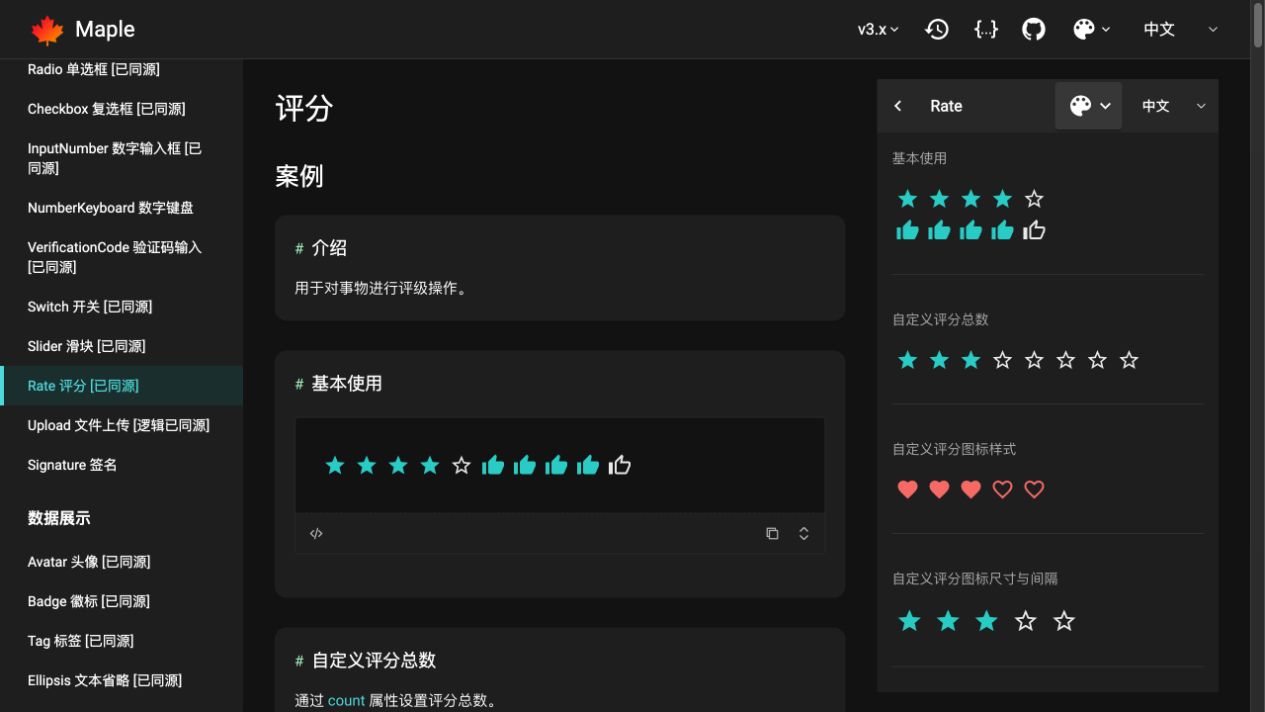 Maple
v3.x
中文
Radio 单选框 [已同源]
Checkbox 复选框 [已同源]
InputNumber 数字输入框 [已
同源]
NumberKeyboard 数字键盘
VerificationCode 验证码输入
[已同源]
Switch 开关 [已同源]
Slider 滑块 [已同源]
Rate 评分 [已同源]
Upload 文件上传 [逻辑已同源]
Signature 签名
数据展示
Avatar 头像 [已同源]
Badge 徽标 [已同源]
Tag 标签 [已同源]
Ellipsis 文本省略 [已同源]
评分
案例
# 介绍
用于对事物进行评级操作。
# 基本使用
# 自定义评分总数
通过 count 属性设置评分总数。
Rate
中文
基本使用
自定义评分总数
自定义评分图标样式
自定义评分图标尺寸与间隔